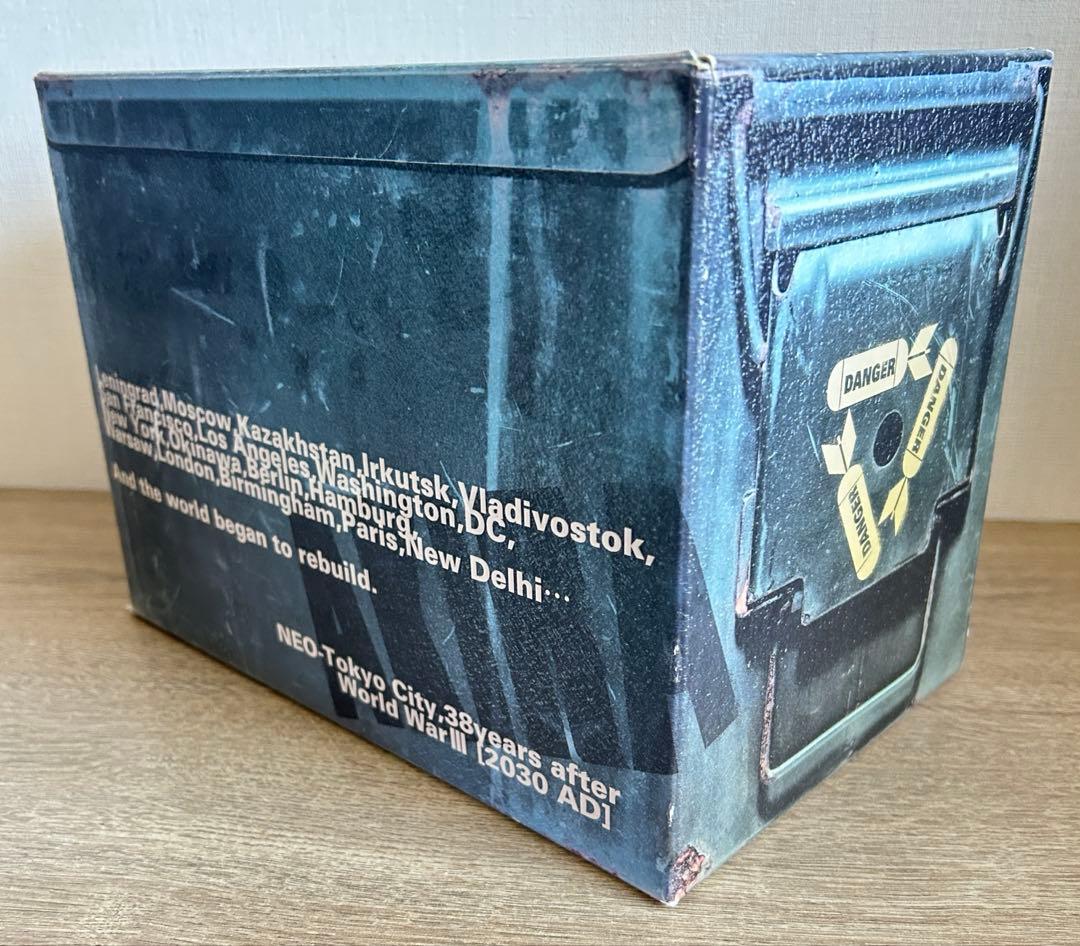 Leningrad,Moscow,Kazakhstan,Irkutsk,Vladivostok,
San Francisco,Los Angeles,Washington,DC,
New York,Okinawa,Berlin,Hamburg,
Warsaw,London,Birmingham,Paris,New Delhi…
And the world began to rebuild.
NEO-Tokyo City,38years after
World WarⅢ [2030 AD]
DANGER
DANGER
DANGER